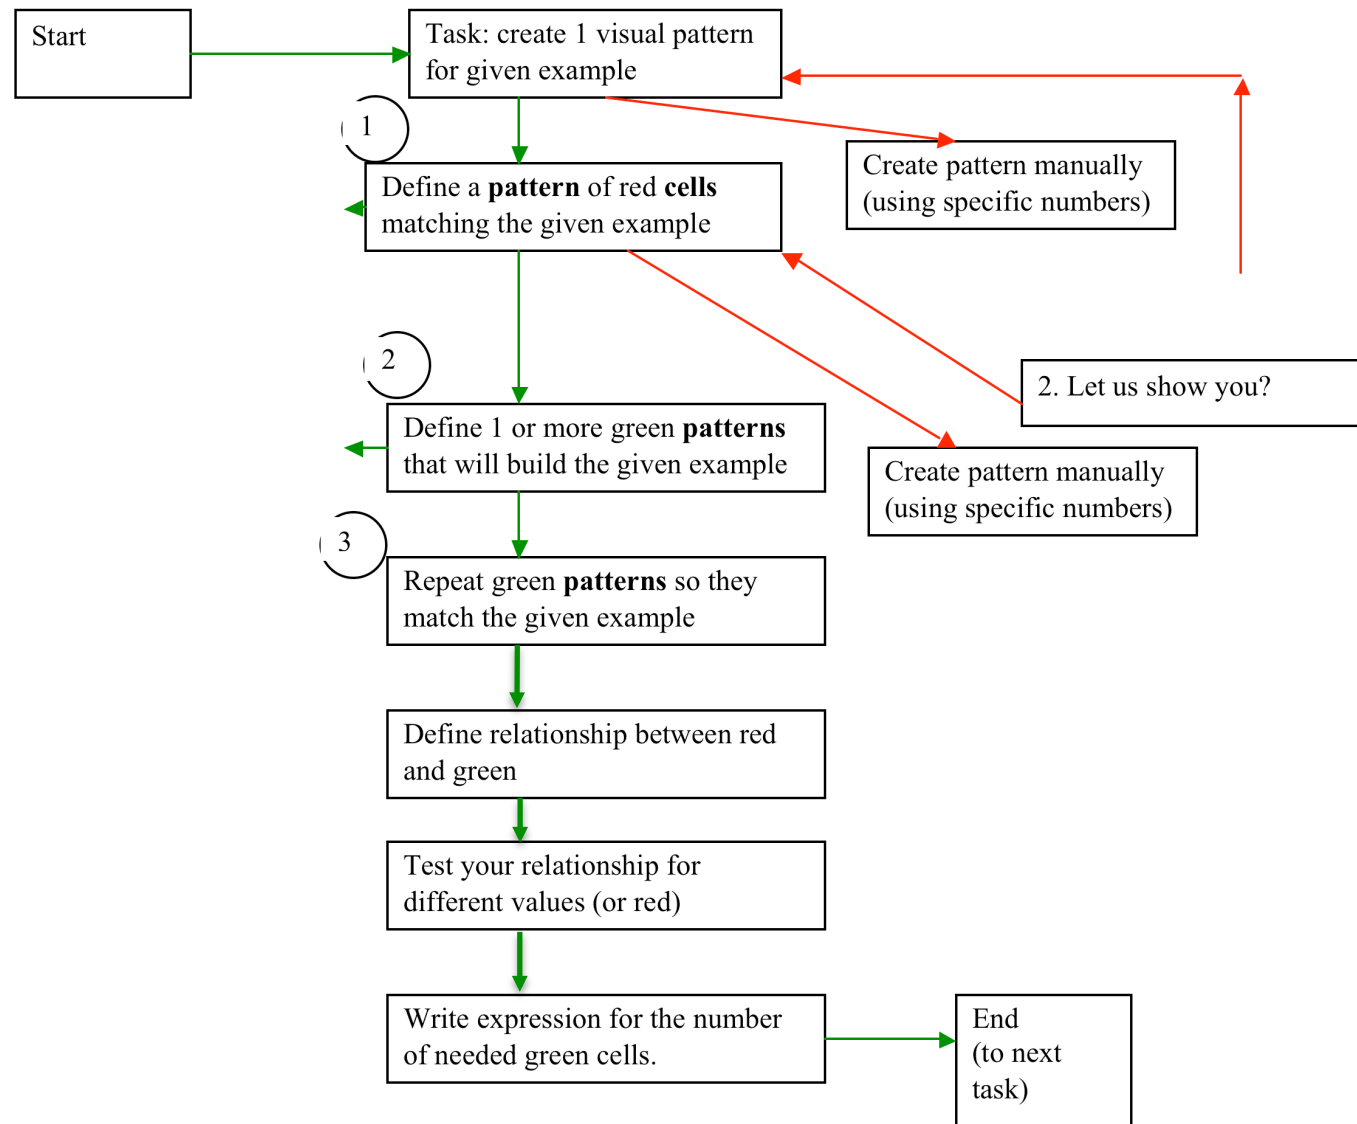 Start
Task: create 1 visual pattern
for given example
1
Create pattern manually
(using specific numbers)
Define a pattern of red cells
matching the given example
2
2. Let us show you?
Define 1 or more green patterns
that will build the given example
Create pattern manually
(using specific numbers)
3
Repeat green patterns so they
match the given example
Define relationship between red
and green
Test your relationship for
different values (or red)
Write expression for the number
of needed green cells.
End
(to next
task)